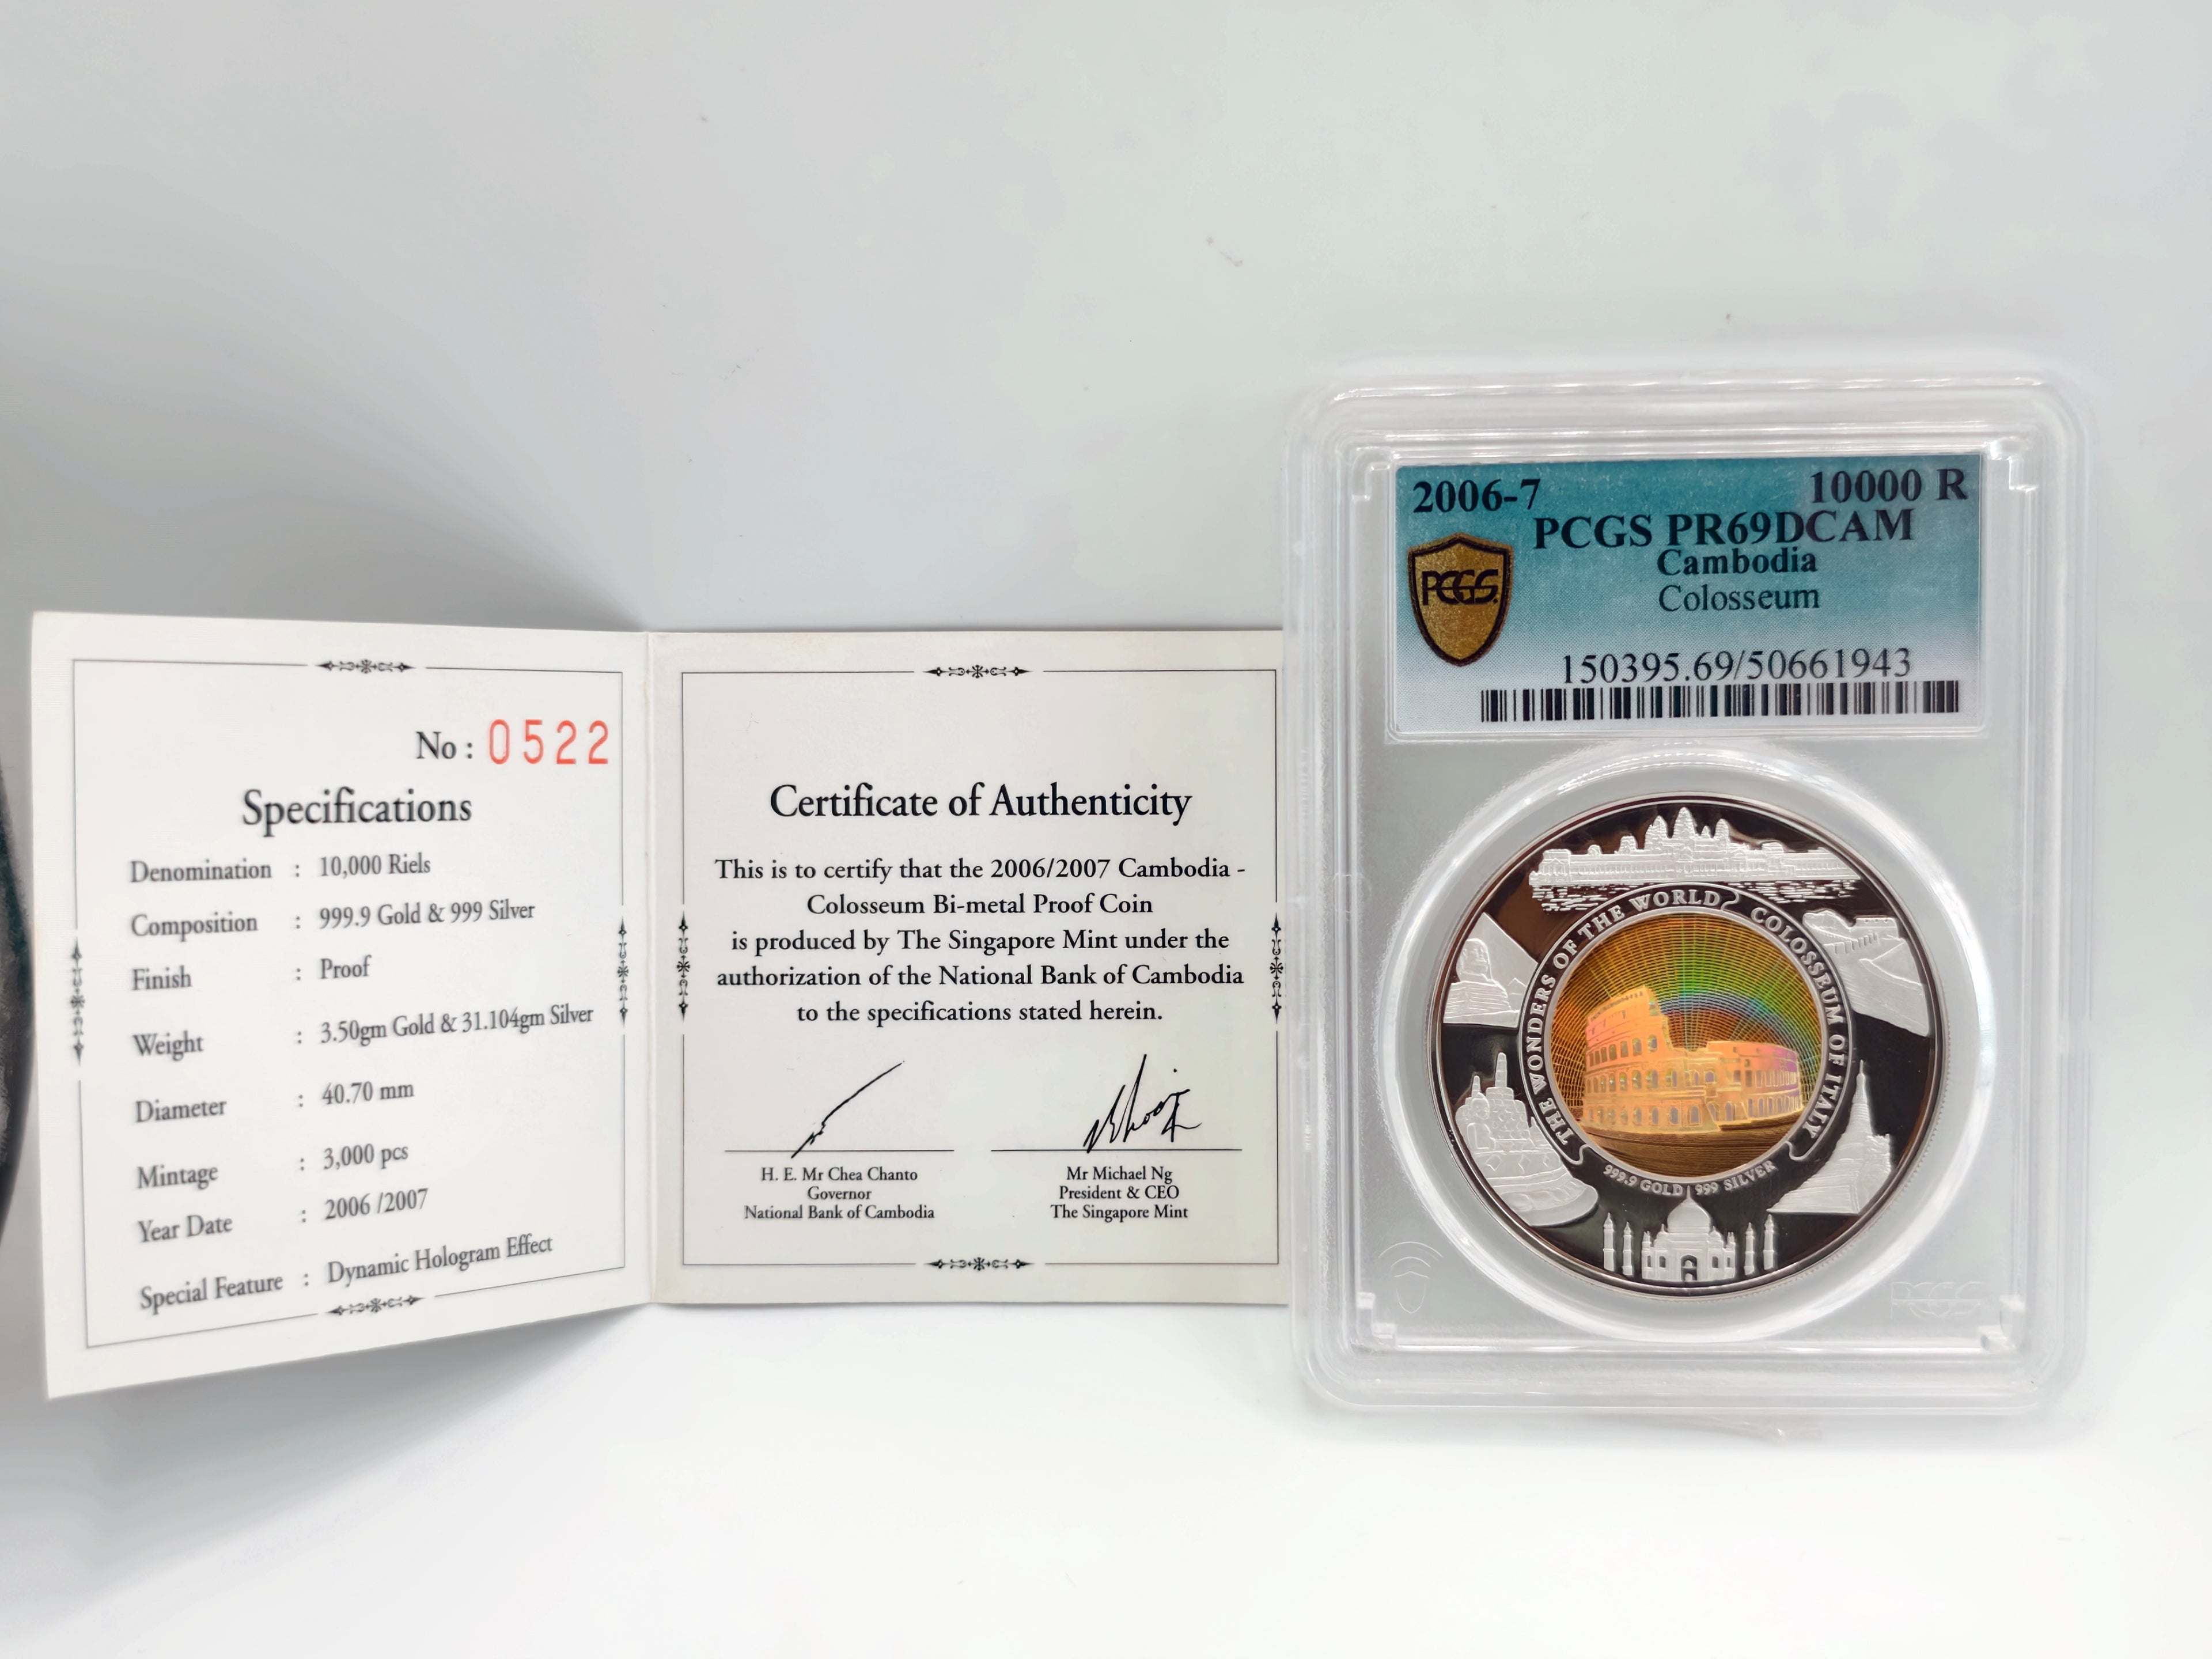 No : 0522
Specifications
Denomination : 10,000 Riels
Composition : 999.9 Gold & 999 Silver
Finish : Proof
Weight : 3.50gm Gold & 31.104gm Silver
Diameter : 40.70 mm
Mintage : 3,000 pcs
Year Date : 2006 /2007
Special Feature : Dynamic Hologram Effect
Certificate of Authenticity
This is to certify that the 2006/2007 Cambodia -
Colosseum Bi-metal Proof Coin
is produced by The Singapore Mint under the
authorization of the National Bank of Cambodia
to the specifications stated herein.
H. E. Mr Chea Chanto
Governor
National Bank of Cambodia
Mr Michael Ng
President & CEO
The Singapore Mint
2006-7 10000 R
PCGS PR69DCAM
Cambodia
Colosseum
PCGS
150395.69/50661943
THE WONDERS OF THE WORLD COLOSSEUM OF ITALY
999.9 GOLD 999 SILVER
PCGS